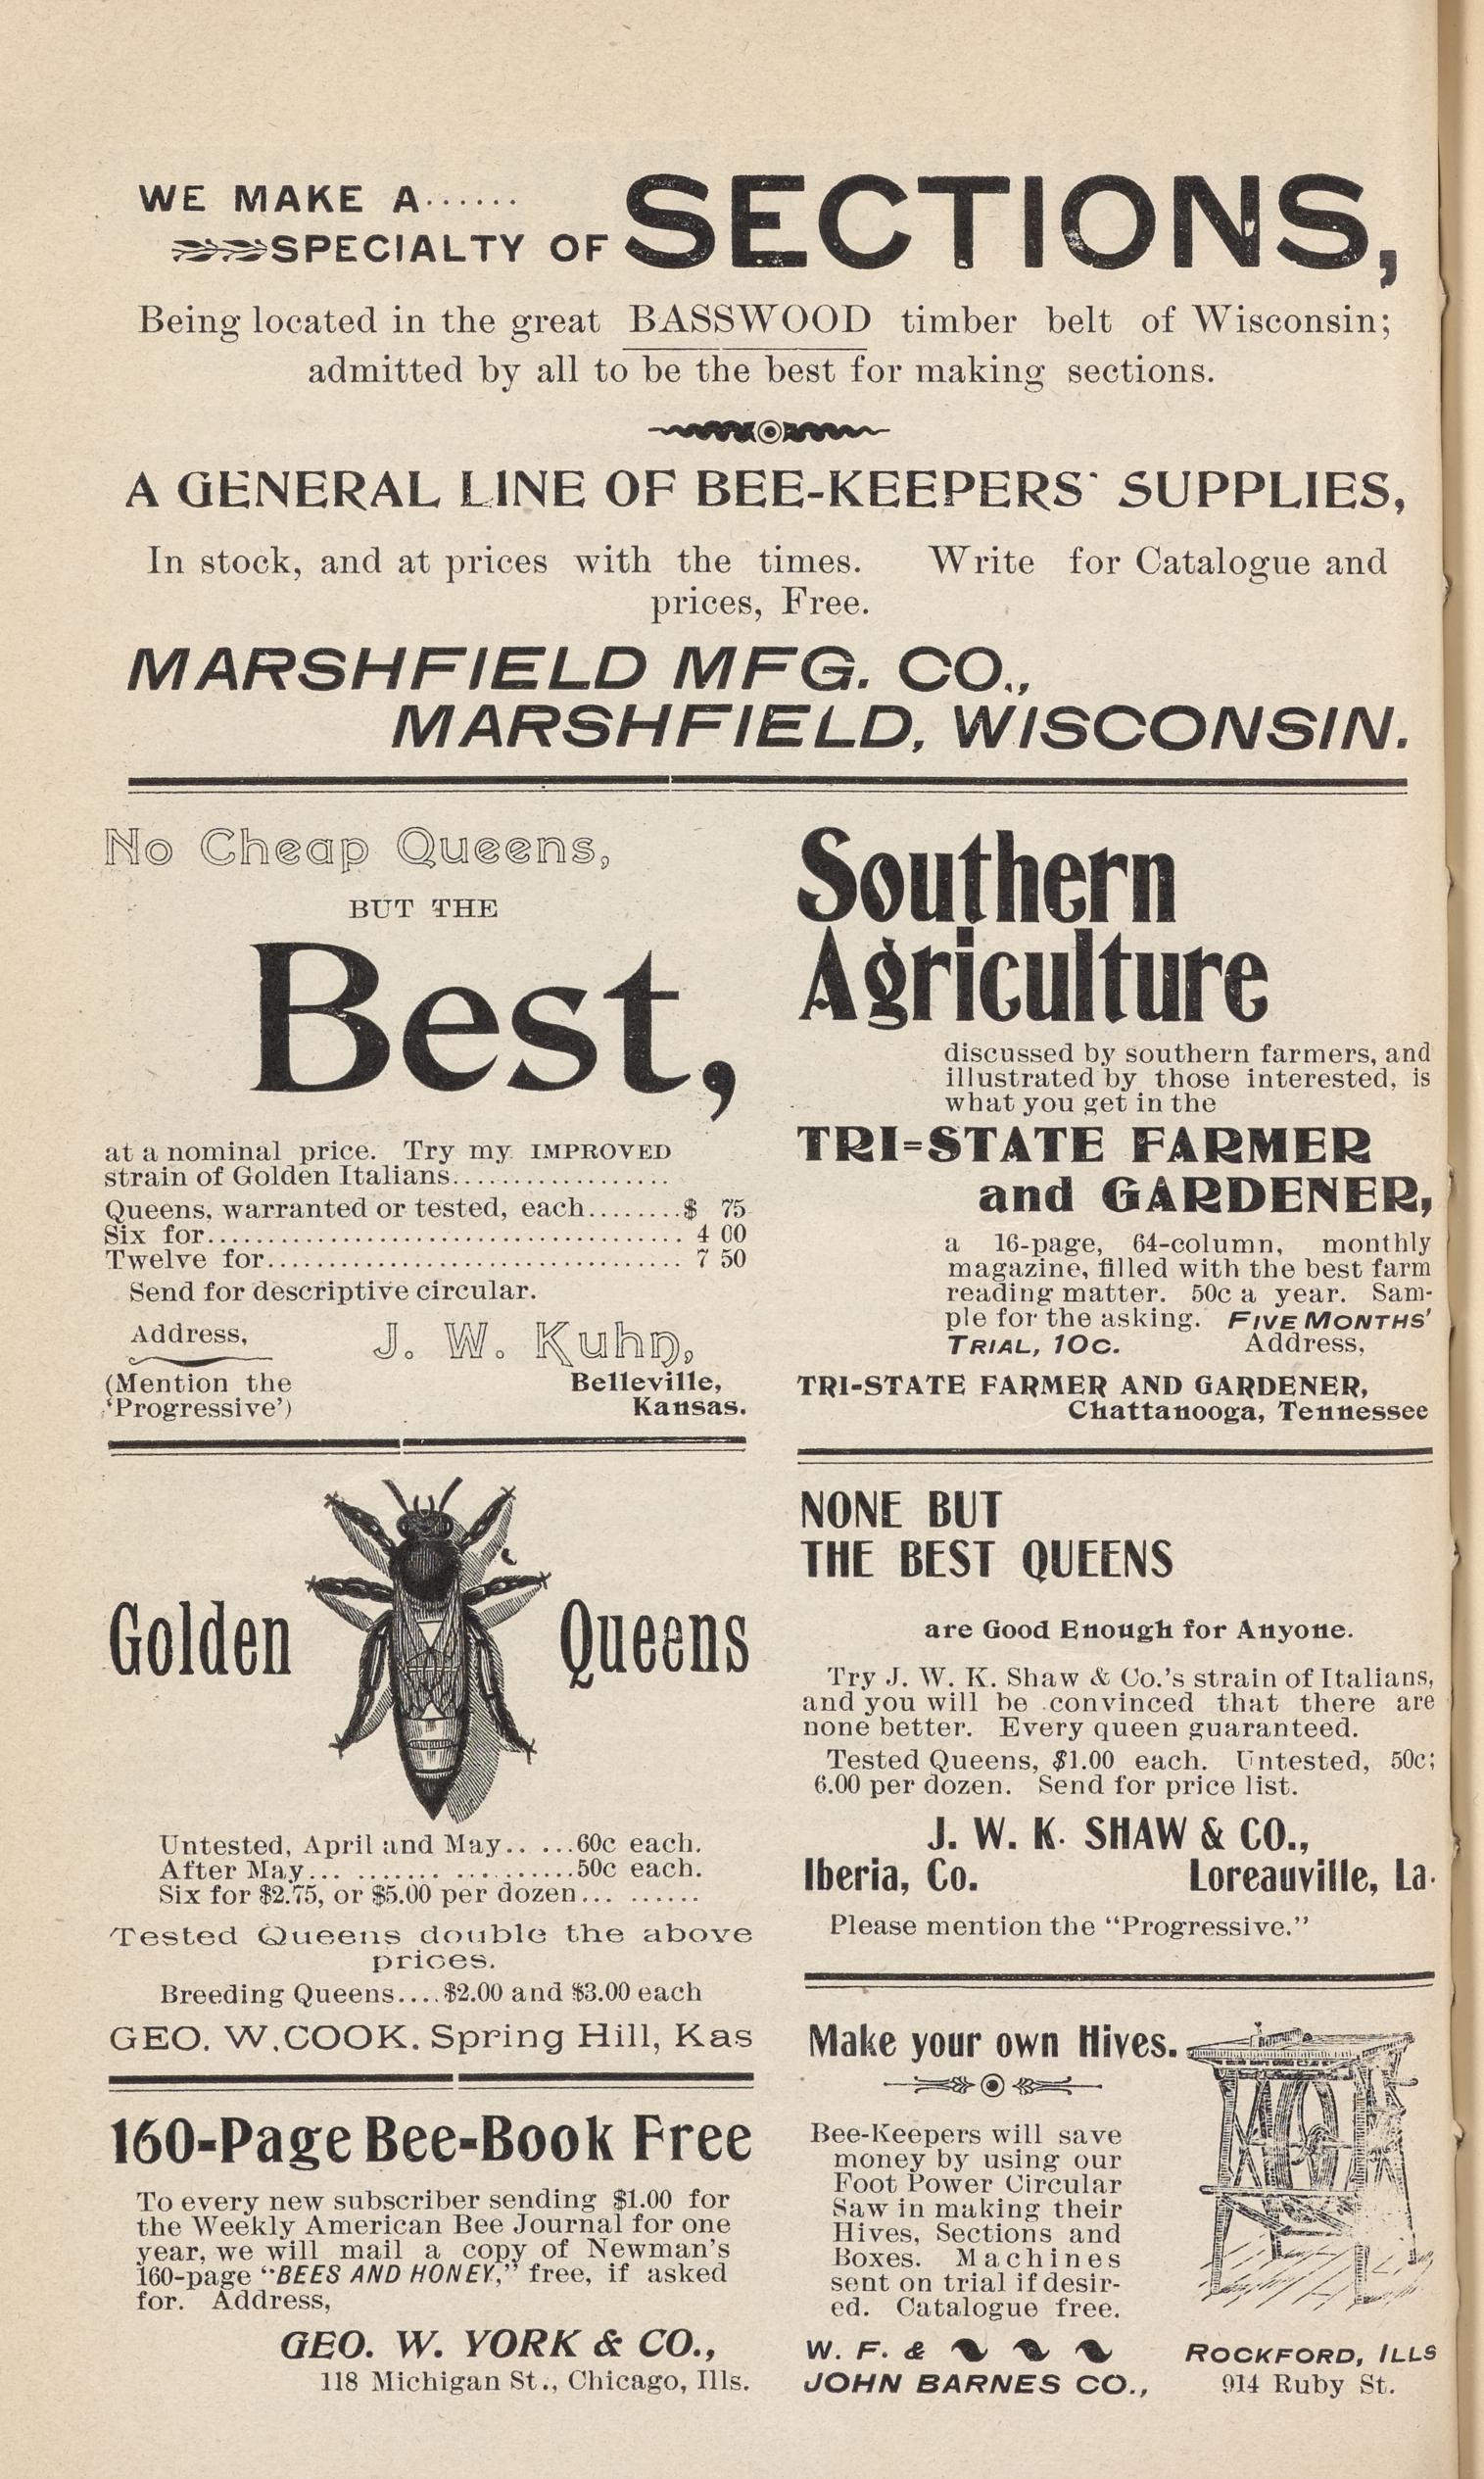 WE MAKE A......
SPECIALTY OF SECTIONS,
Being located in the great BASSWOOD timber belt of Wisconsin;
admitted by all to be the best for making sections.
A GENERAL LINE OF BEE-KEEPERS' SUPPLIES,
In stock, and at prices with the times. Write for Catalogue and
prices, Free.
MARSHFIELD MFG. CO.,
MARSHFIELD, WISCONSIN.
No Cheap Queens,
BUT THE
Best,
at a nominal price. Try my IMPROVED
strain of Golden Italians..................
Queens, warranted or tested, each........$ 75
Six for....................................... 4 00
Twelve for.................................. 7 50
Send for descriptive circular.
Address, J. W. Kuhn,
(Mention the Belleville,
'Progressive') Kansas.
Golden Queens
Untested, April and May.. ...60c each.
After May... ....... ..........50c each.
Six for $2.75, or $5.00 per dozen... ......
Tested Queens double the above
prices.
Breeding Queens....$2.00 and $3.00 each
GEO. W. COOK. Spring Hill, Kas
160-Page Bee-Book Free
To every new subscriber sending $1.00 for
the Weekly American Bee Journal for one
year, we will mail a copy of Newman's
160-page "BEES AND HONEY," free, if asked
for. Address,
GEO. W. YORK & CO.,
118 Michigan St., Chicago, Ills.
Southern
Agriculture
discussed by southern farmers, and
illustrated by those interested, is
what you get in the
TRI=STATE FARMER
and GARDENER,
a 16-page, 64-column, monthly
magazine, filled with the best farm
reading matter. 50c a year. Sam-
ple for the asking. FIVE MONTHS'
TRIAL, 10c. Address,
TRI-STATE FARMER AND GARDENER,
Chattanooga, Tennessee
NONE BUT
THE BEST QUEENS
are Good Enough for Anyone.
Try J. W. K. Shaw & Co.'s strain of Italians,
and you will be convinced that there are
none better. Every queen guaranteed.
Tested Queens, $1.00 each. Untested, 50c;
6.00 per dozen. Send for price list.
J. W. K. SHAW & CO.,
Iberia, Co. Loreauville, La.
Please mention the "Progressive."
Make your own Hives.
Bee-Keepers will save
money by using our
Foot Power Circular
Saw in making their
Hives, Sections and
Boxes. Machines
sent on trial if desir-
ed. Catalogue free.
W. F. & ROCKFORD, ILLS
JOHN BARNES CO., 914 Ruby St.